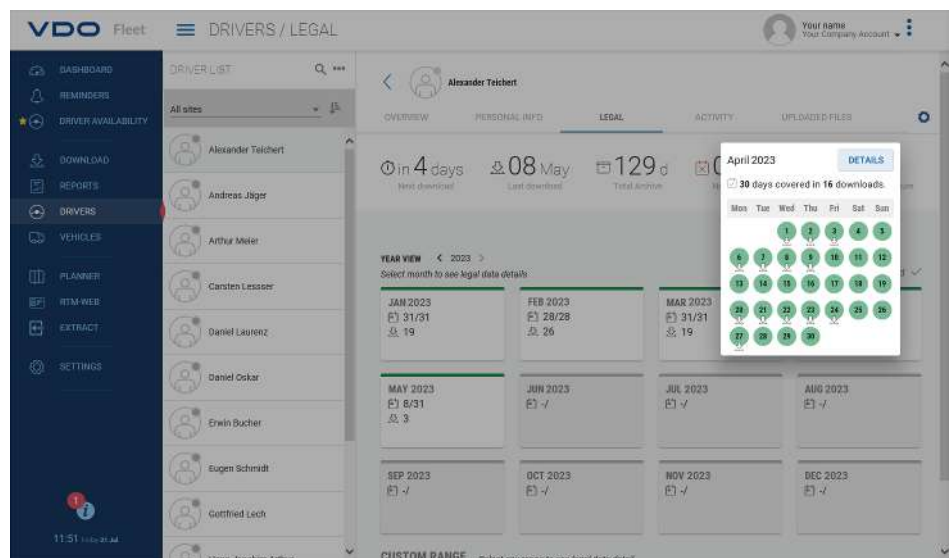 VDO Fleet
DRIVERS / LEGAL
Your name
Your Company Account
DASHBOARD
REMINDERS
DRIVER AVAILABILITY
DOWNLOAD
REPORTS
DRIVERS
VEHICLES
PLANNER
RTM-WEB
EXTRACT
SETTINGS
1
11:51
DRIVER LIST
All sites
Alexander Teichert
Andreas Jäger
Arthur Meier
Carsten Lessser
Daniel Laurenz
Daniel Oskar
Erwin Bucher
Eugen Schmidt
Gottfried Lech
Alexander Teichert
OVERVIEW PERSONAL INFO LEGAL ACTIVITY UPLOADED FILES
in 4 days
Next download
08 May
Last download
129 d
Total Archive
April 2023
DETAILS
30 days covered in 16 downloads.
Mon Tue Wed Thu Fri Sat Sun
1 2 3 4 5
6 7 8 9 10 11 12
13 14 15 16 17 18 19
20 21 22 23 24 25 26
27 28 29 30
YEAR VIEW < 2023 >
Select month to see legal data details
JAN 2023
31/31
19
FEB 2023
28/28
26
MAR 2023
31/31
19
MAY 2023
8/31
3
JUN 2023
-/
JUL 2023
-/
AUG 2023
-/
SEP 2023
-/
OCT 2023
-/
NOV 2023
-/
DEC 2023
-/
CUSTOM RANGE